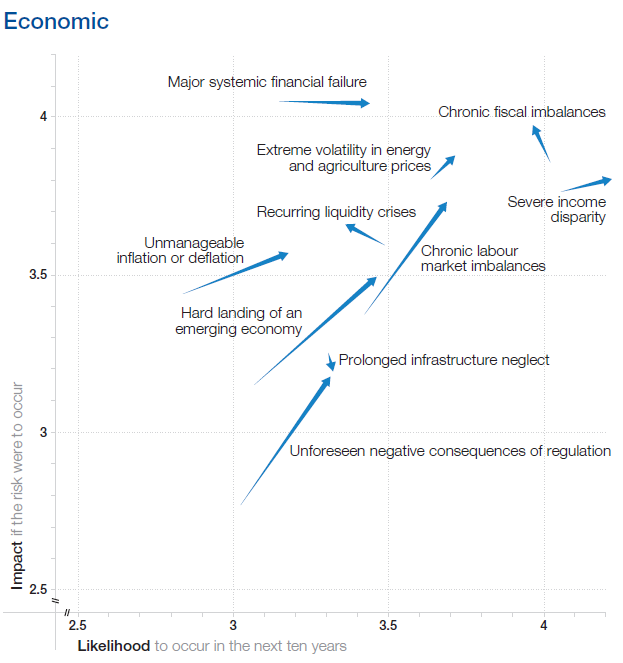 Economic
Major systemic financial failure
Chronic fiscal imbalances
4
Extreme volatility in energy
and agriculture prices
Severe income
disparity
Recurring liquidity crises
Unmanageable
inflation or deflation
Chronic labour
market imbalances
3.5
Hard landing of an
emerging economy
Prolonged infrastructure neglect
3
Unforeseen negative consequences of regulation
Impact if the risk were to occur
2.5
2.5 3 3.5 4
Likelihood to occur in the next ten years